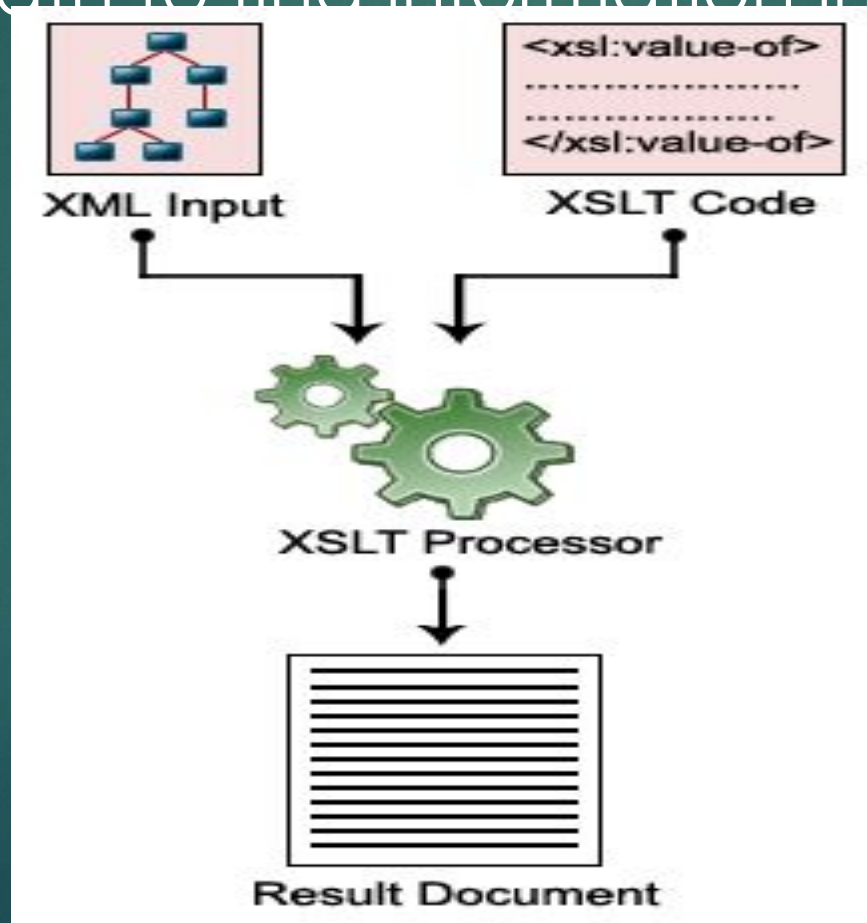 <xsl:value-of>
....................
....................
</xsl:value-of>
XML Input
XSLT Code
XSLT Processor
Result Document